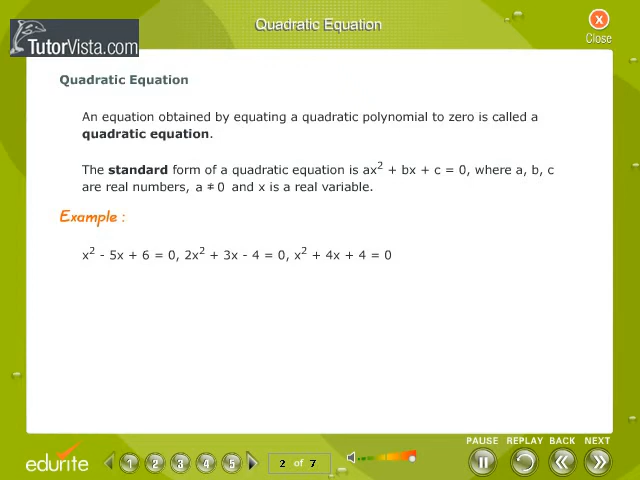 Quadratic Equation
X
Close
TutorVista.com
Quadratic Equation
An equation obtained by equating a quadratic polynomial to zero is called a
quadratic equation.
The standard form of a quadratic equation is ax² + bx + c = 0, where a, b, c
are real numbers, a ≠ 0 and x is a real variable.
Example :
x² - 5x + 6 = 0, 2x² + 3x - 4 = 0, x² + 4x + 4 = 0
PAUSE REPLAY BACK NEXT
edurite 1 2 3 4 5 2 of 7